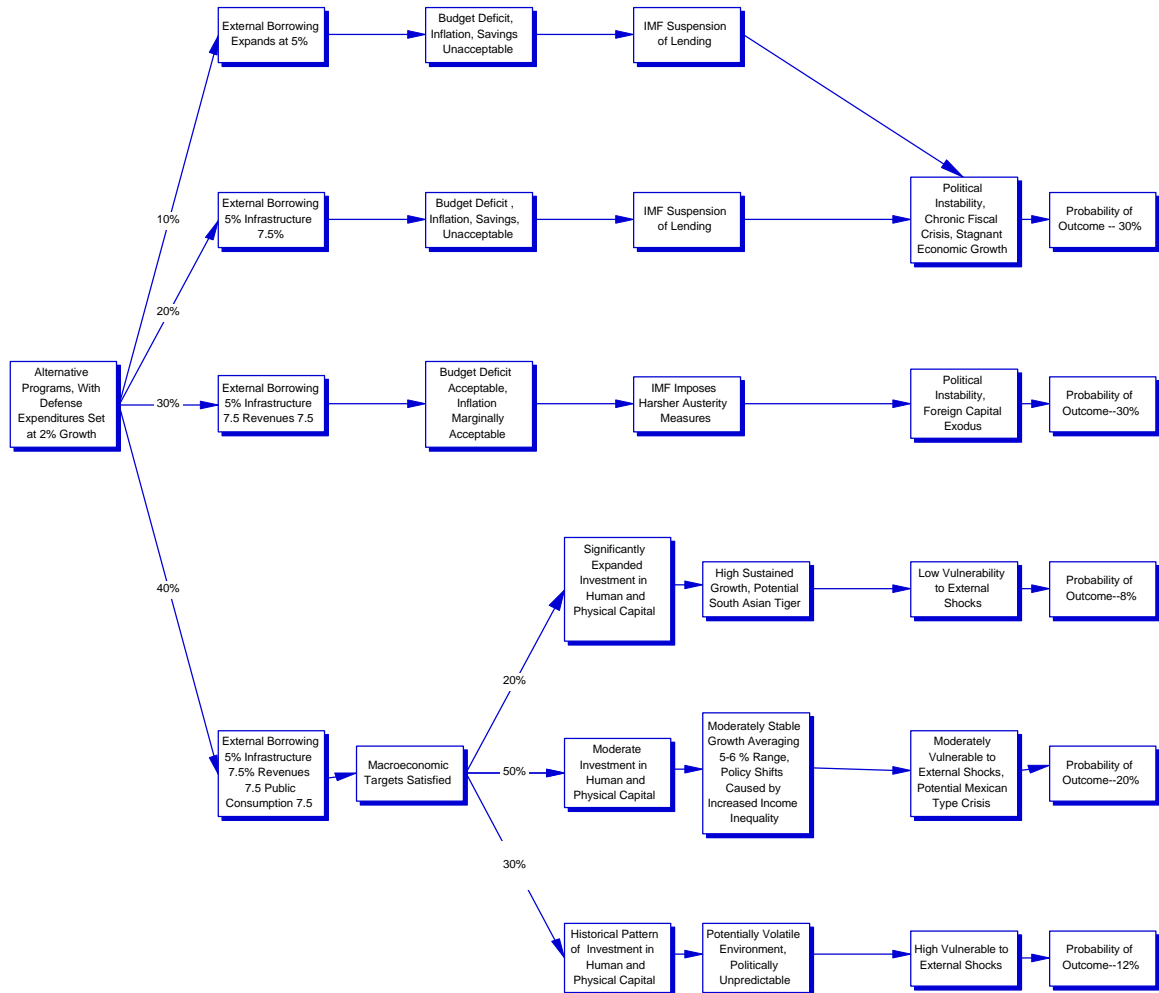 External Borrowing
Expands at 5%
Budget Deficit,
Inflation, Savings
Unacceptable
IMF Suspension
of Lending
10%
External Borrowing
5% Infrastructure
7.5%
Budget Deficit ,
Inflation, Savings,
Unacceptable
IMF Suspension
of Lending
Political
Instability,
Chronic Fiscal
Crisis, Stagnant
Economic Growth
Probability of
Outcome -- 30%
20%
Alternative
Programs, With
Defense
Expenditures Set
at 2% Growth
30%
External Borrowing
5% Infrastructure
7.5 Revenues 7.5
Budget Deficit
Acceptable,
Inflation
Marginally
Acceptable
IMF Imposes
Harsher Austerity
Measures
Political
Instability,
Foreign Capital
Exodus
Probability of
Outcome--30%
40%
Significantly
Expanded
Investment in
Human and
Physical Capital
High Sustained
Growth, Potential
South Asian Tiger
Low Vulnerability
to External
Shocks
Probability of
Outcome--8%
20%
External Borrowing
5% Infrastructure
7.5% Revenues
7.5 Public
Consumption 7.5
Macroeconomic
Targets Satisfied
50%
Moderate
Investment in
Human and
Physical Capital
Moderately Stable
Growth Averaging
5-6 % Range,
Policy Shifts
Caused by
Increased Income
Inequality
Moderately
Vulnerable to
External Shocks,
Potential Mexican
Type Crisis
Probability of
Outcome--20%
30%
Historical Pattern
of Investment in
Human and
Physical Capital
Potentially Volatile
Environment,
Politically
Unpredictable
High Vulnerable to
External Shocks
Probability of
Outcome--12%